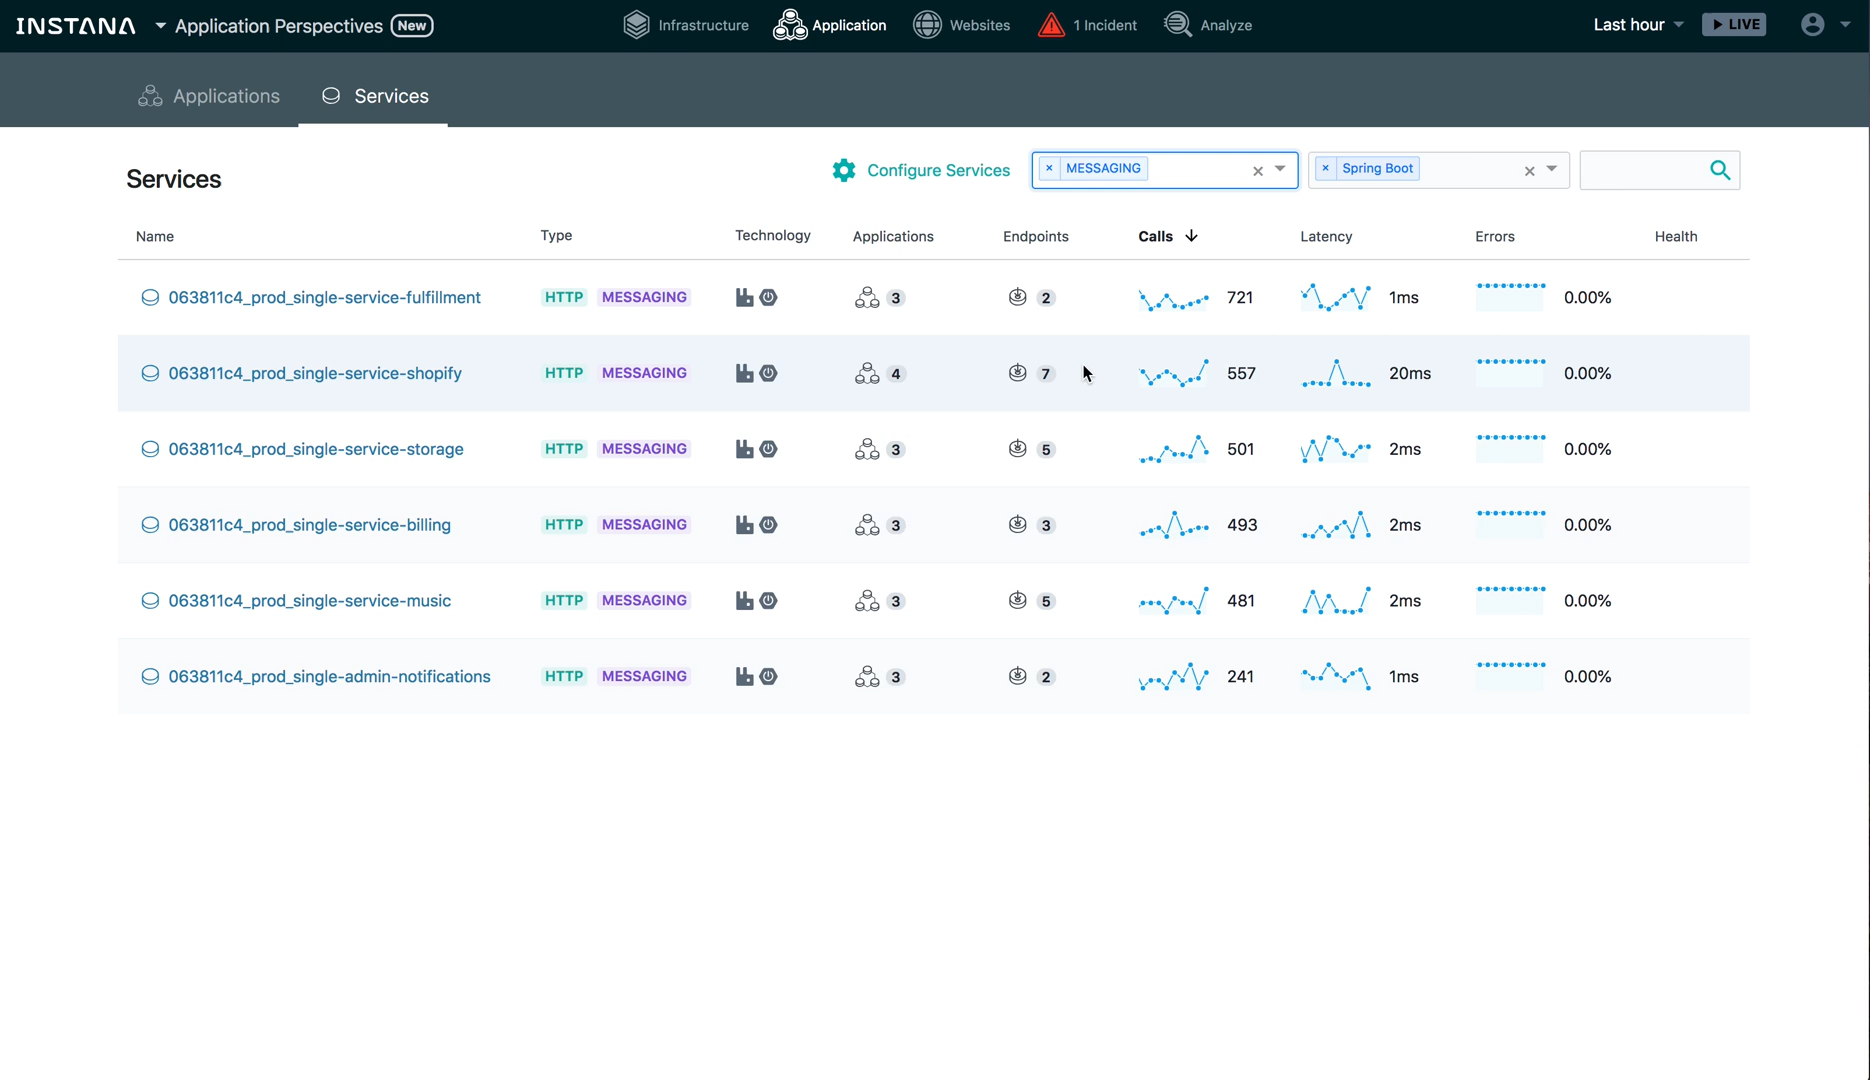 INSTANA Application Perspectives New Infrastructure Application Websites 1 Incident Analyze Last hour LIVE
Applications Services
Services Configure Services × MESSAGING × × Spring Boot ×
Name Type Technology Applications Endpoints Calls Latency Errors Health
063811c4_prod_single-service-fulfillment HTTP MESSAGING 3 2 721 1ms 0.00%
063811c4_prod_single-service-shopify HTTP MESSAGING 4 7 557 20ms 0.00%
063811c4_prod_single-service-storage HTTP MESSAGING 3 5 501 2ms 0.00%
063811c4_prod_single-service-billing HTTP MESSAGING 3 3 493 2ms 0.00%
063811c4_prod_single-service-music HTTP MESSAGING 3 5 481 2ms 0.00%
063811c4_prod_single-admin-notifications HTTP MESSAGING 3 2 241 1ms 0.00%